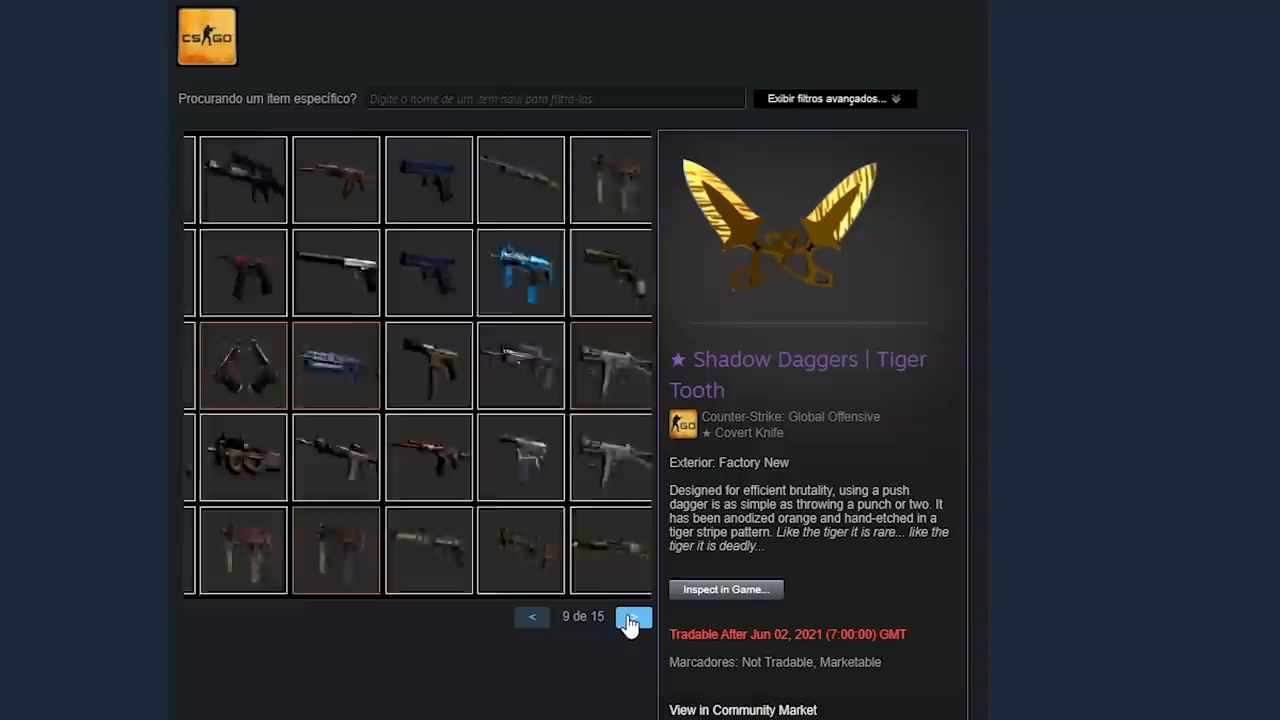 CS GO
Procurando um item específico?
Digite o nome de um item aqui para filtrá-los
Exibir filtros avançados...
★ Shadow Daggers | Tiger
Tooth
GO
Counter-Strike: Global Offensive
★ Covert Knife
Exterior: Factory New
Designed for efficient brutality, using a push
dagger is as simple as throwing a punch or two. It
has been anodized orange and hand-etched in a
tiger stripe pattern. Like the tiger it is rare... like the
tiger it is deadly...
Inspect in Game...
< 9 de 15 >
Tradable After Jun 02, 2021 (7:00:00) GMT
Marcadores: Not Tradable, Marketable
View in Community Market